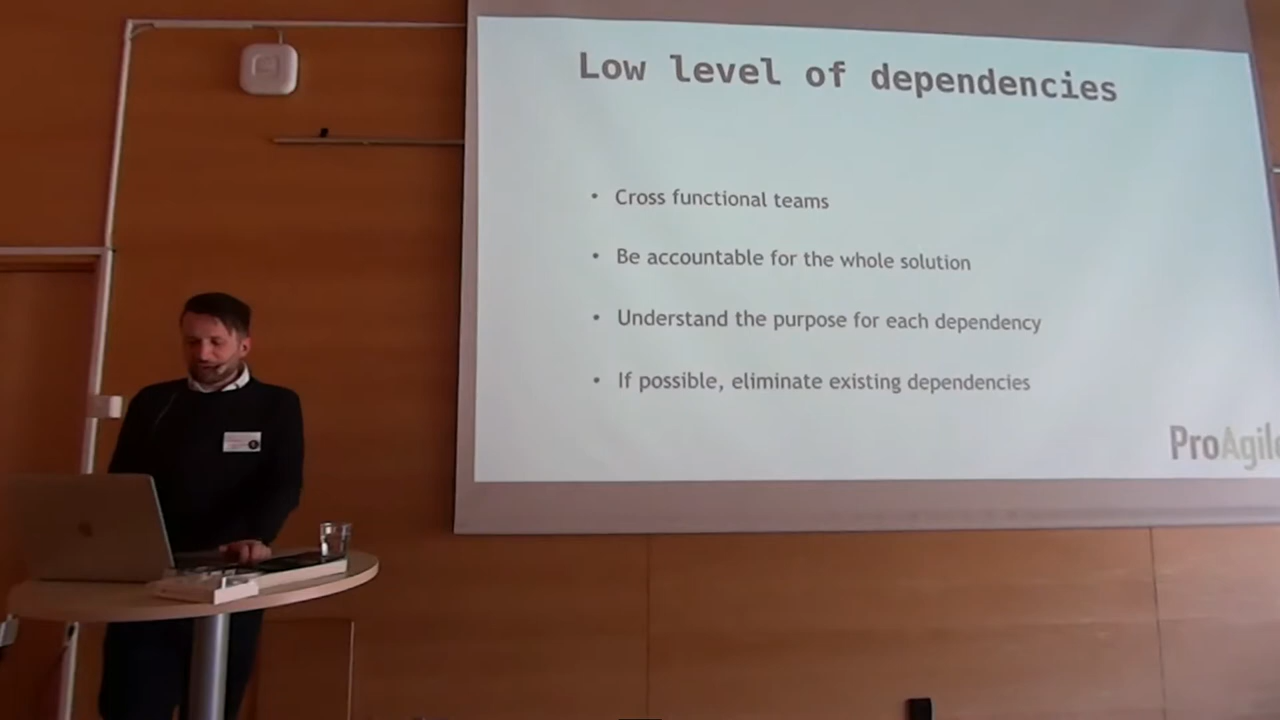 Low level of dependencies
• Cross functional teams
• Be accountable for the whole solution
• Understand the purpose for each dependency
• If possible, eliminate existing dependencies
ProAgile